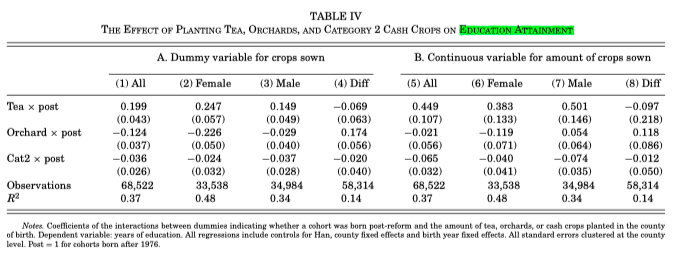 TABLE IV
THE EFFECT OF PLANTING TEA, ORCHARDS, AND CATEGORY 2 CASH CROPS ON EDUCATION ATTAINMENT
A. Dummy variable for crops sown B. Continuous variable for amount of crops sown
(1) All (2) Female (3) Male (4) Diff (5) All (6) Female (7) Male (8) Diff
Tea × post 0.199 0.247 0.149 −0.069 0.449 0.383 0.501 −0.097
(0.043) (0.057) (0.049) (0.063) (0.107) (0.133) (0.146) (0.218)
Orchard × post −0.124 −0.226 −0.029 0.174 −0.021 −0.119 0.054 0.118
(0.037) (0.050) (0.040) (0.056) (0.056) (0.071) (0.064) (0.086)
Cat2 × post −0.036 −0.024 −0.037 −0.020 −0.065 −0.040 −0.074 −0.012
(0.026) (0.032) (0.028) (0.040) (0.032) (0.041) (0.035) (0.050)
Observations 68,522 33,538 34,984 58,314 68,522 33,538 34,984 58,314
R² 0.37 0.48 0.34 0.14 0.37 0.48 0.34 0.14
Notes. Coefficients of the interactions between dummies indicating whether a cohort was born post-reform and the amount of tea, orchards, or cash crops planted in the county
of birth. Dependent variable: years of education. All regressions include controls for Han, county fixed effects and birth year fixed effects. All standard errors clustered at the county
level. Post = 1 for cohorts born after 1976.